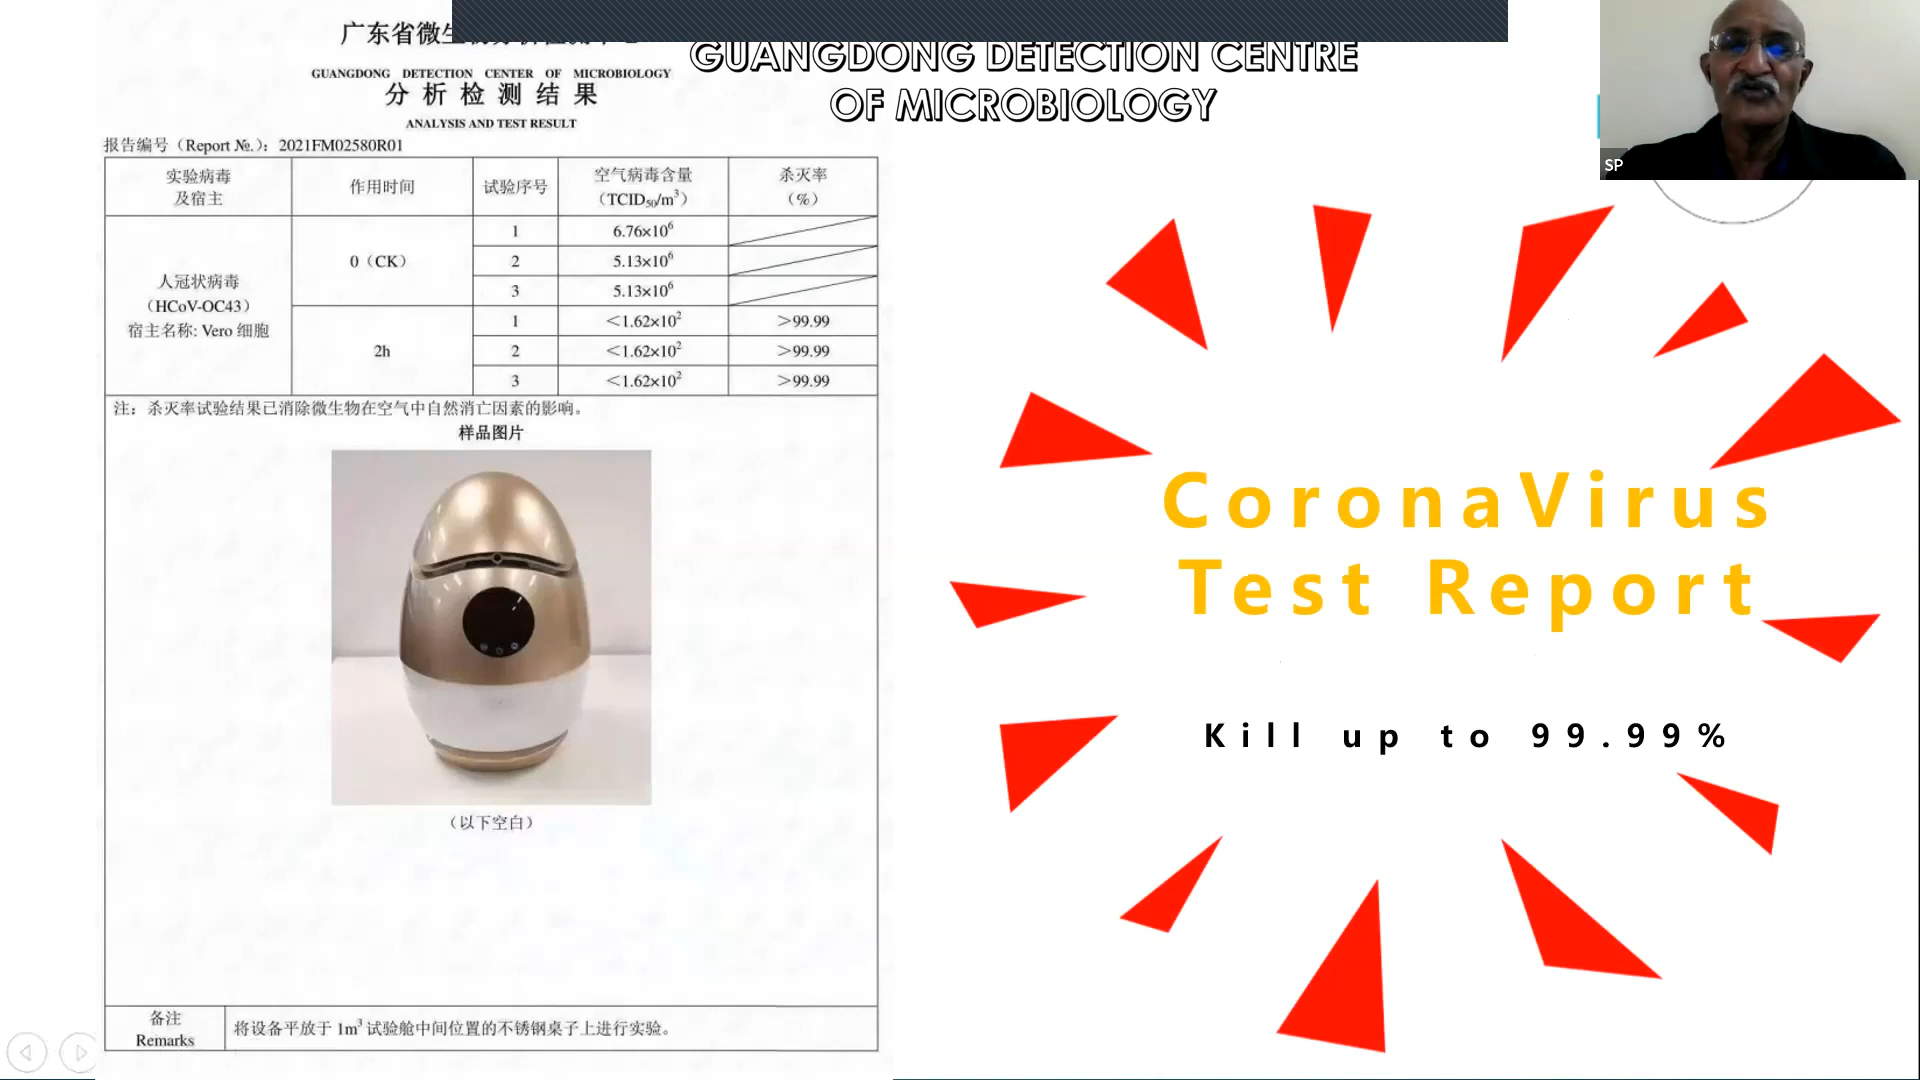 广东省微生
GUANGDONG DETECTION CENTER OF MICROBIOLOGY
分析检测结果
ANALYSIS AND TEST RESULT
报告编号（Report №.）：2021FM02580R01
实验病毒
及宿主
作用时间
试验序号
空气病毒含量
（TCID₅₀/m³）
杀灭率
（%）
人冠状病毒
（HCoV-OC43）
宿主名称: Vero 细胞
0（CK）
1 6.76×10⁶
2 5.13×10⁶
3 5.13×10⁶
2h
1 ＜1.62×10² ＞99.99
2 ＜1.62×10² ＞99.99
3 ＜1.62×10² ＞99.99
注：杀灭率试验结果已消除微生物在空气中自然消亡因素的影响。
样品图片
（以下空白）
备注
Remarks
将设备平放于 1m³ 试验舱中间位置的不锈钢桌子上进行实验。
GUANGDONG DETECTION CENTRE
OF MICROBIOLOGY
CoronaVirus
Test Report
Kill up to 99.99%
SP